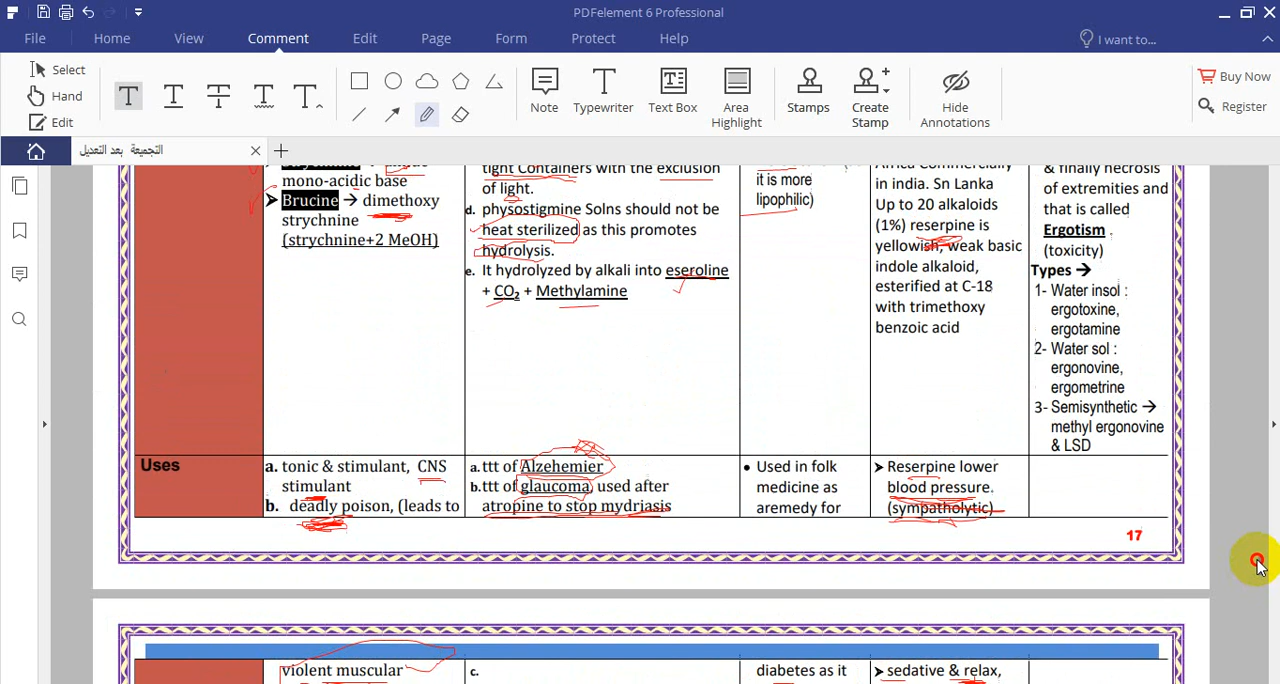 PDFelement 6 Professional
File Home View Comment Edit Page Form Protect Help I want to...
Select
Hand
Edit
Note Typewriter Text Box Area Highlight Stamps Create Stamp Hide Annotations
Buy Now
Register
التجميعة بعد التعديل
mono-acidic base
Brucine → dimethoxy
strychnine
(strychnine+2 MeOH)
tight Containers with the exclusion
of light.
d. physostigmine Solns should not be
heat sterilized as this promotes
hydrolysis.
e. It hydrolyzed by alkali into eseroline
+ CO₂ + Methylamine
it is more
lipophilic)
Africa Commercially
in india. Sn Lanka
Up to 20 alkaloids
(1%) reserpine is
yellowish, weak basic
indole alkaloid,
esterified at C-18
with trimethoxy
benzoic acid
& finally necrosis
of extremities and
that is called
Ergotism .
(toxicity)
Types →
1- Water insol :
ergotoxine,
ergotamine
2- Water sol :
ergonovine,
ergometrine
3- Semisynthetic →
methyl ergonovine
& LSD
Uses
a. tonic & stimulant, CNS
stimulant
b. deadly poison, (leads to
a. ttt of Alzehemier
b. ttt of glaucoma, used after
atropine to stop mydriasis
• Used in folk
medicine as
aremedy for
➤ Reserpine lower
blood pressure.
(sympatholytic)
17
violent muscular
c.
diabetes as it
➤ sedative & relax,